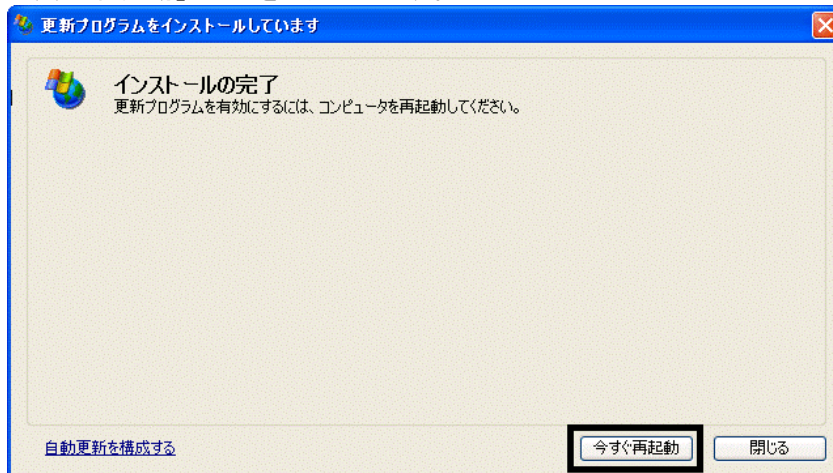 更新プログラムをインストールしています
インストールの完了
更新プログラムを有効にするには、コンピュータを再起動してください。
自動更新を構成する
今すぐ再起動
閉じる